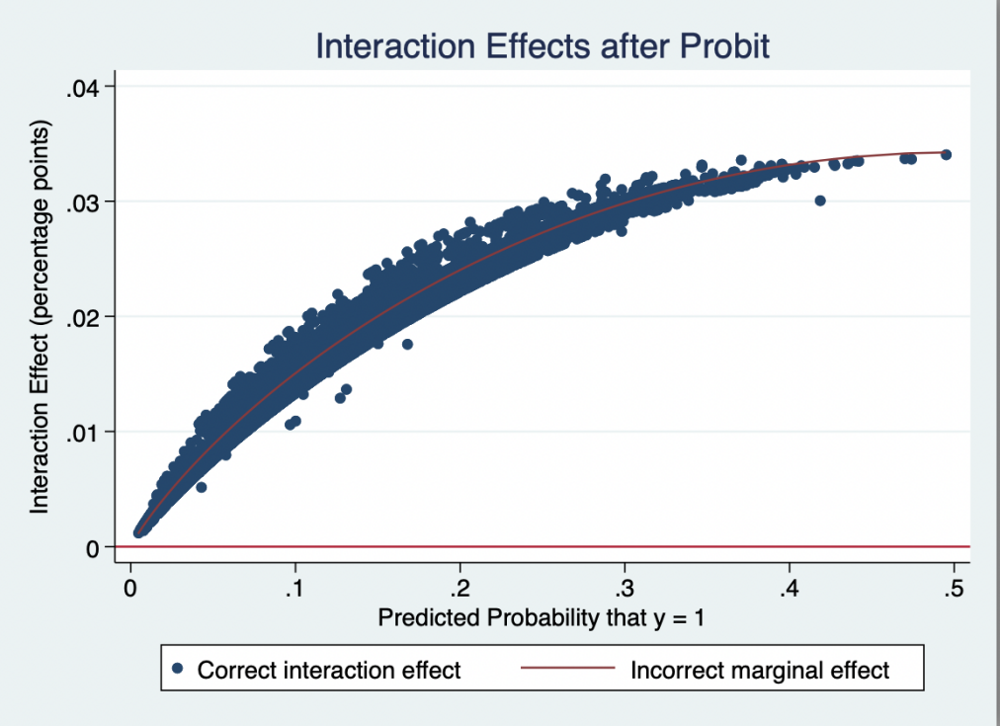 Interaction Effects after Probit
Interaction Effect (percentage points)
.04
.03
.02
.01
0
0 .1 .2 .3 .4 .5
Predicted Probability that y = 1
Correct interaction effect Incorrect marginal effect